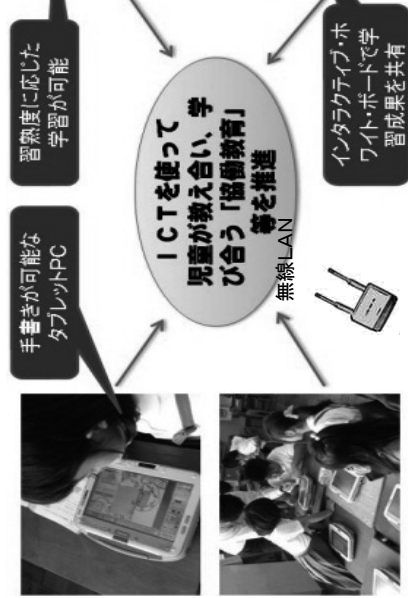 手書きが可能な
タブレットPC
習熟度に応じた
学習が可能
ICTを使って
児童が教え合い、学
び合う「協働教育」
等を推進
無線LAN
インタラクティブ・ホ
ワイト・ボードで学
習成果を共有